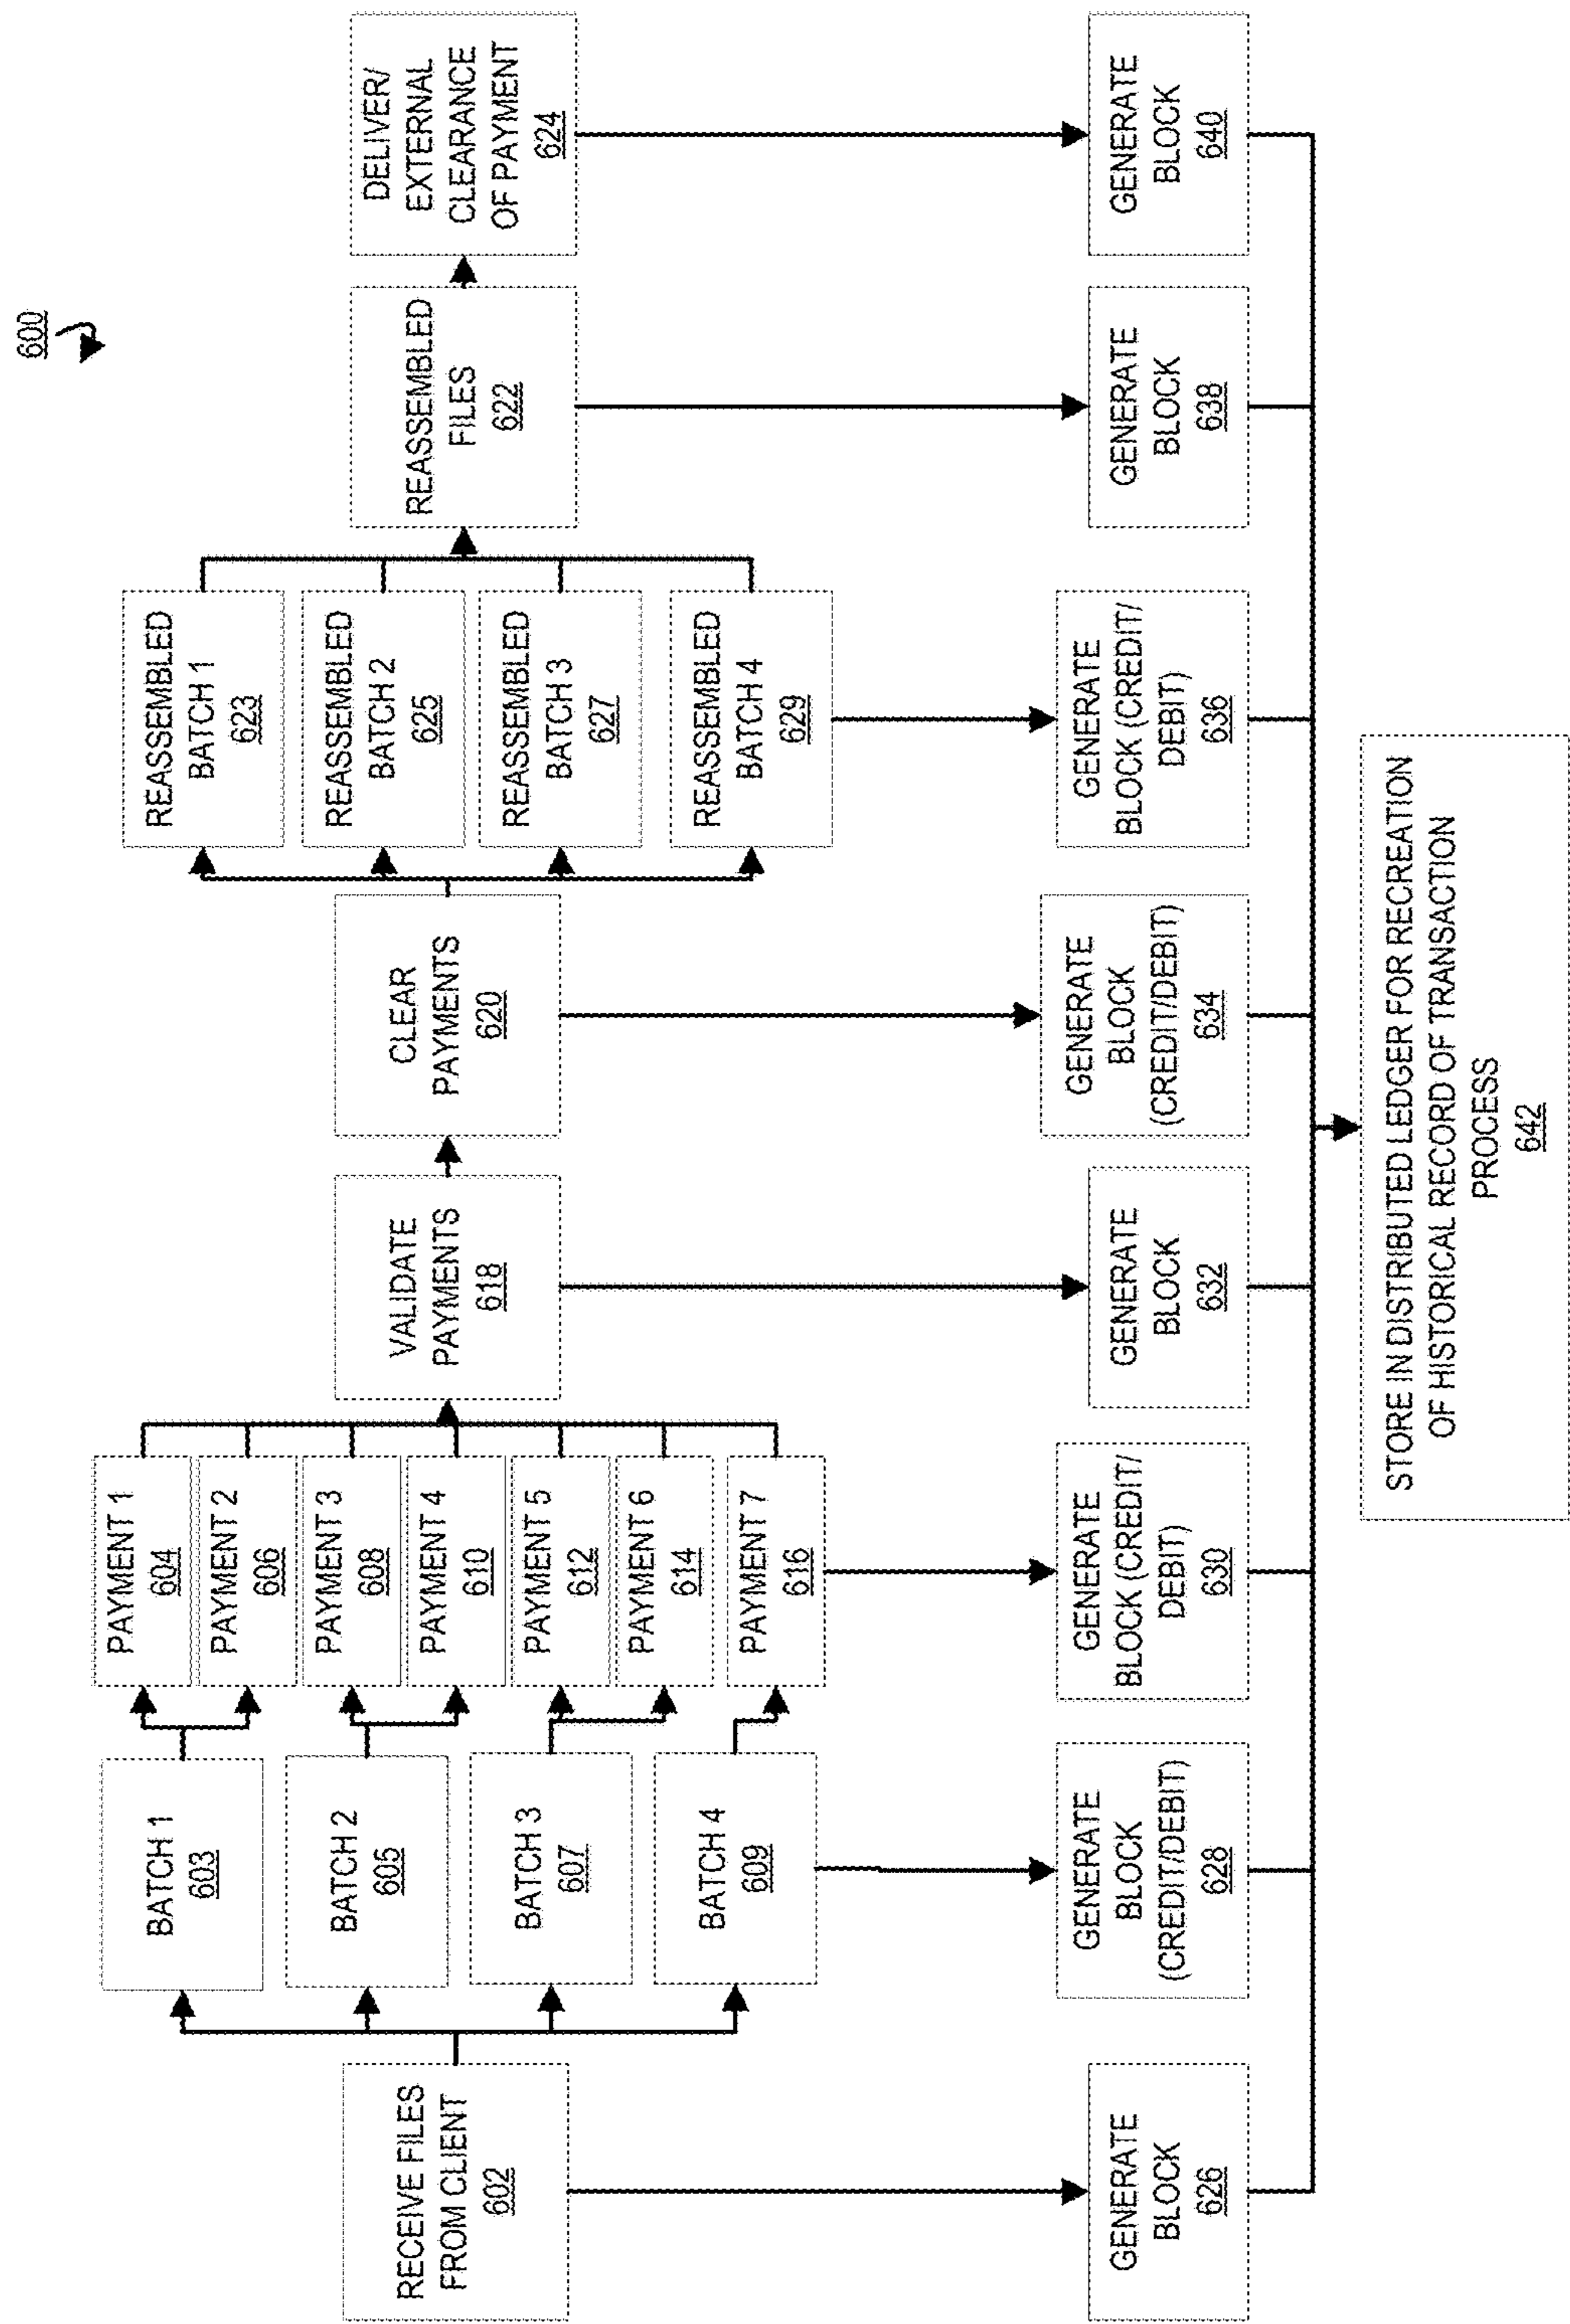 600
RECEIVE FILES
FROM CLIENT
602
BATCH 1
603
BATCH 2
605
BATCH 3
607
BATCH 4
609
PAYMENT 1
604
PAYMENT 2
606
PAYMENT 3
608
PAYMENT 4
610
PAYMENT 5
612
PAYMENT 6
614
PAYMENT 7
616
VALIDATE
PAYMENTS
618
CLEAR
PAYMENTS
620
REASSEMBLED
BATCH 1
623
REASSEMBLED
BATCH 2
625
REASSEMBLED
BATCH 3
627
REASSEMBLED
BATCH 4
629
REASSEMBLED
FILES
622
DELIVER/
EXTERNAL
CLEARANCE
OF PAYMENT
624
GENERATE
BLOCK
626
GENERATE
BLOCK
(CREDIT/DEBIT)
628
GENERATE
BLOCK (CREDIT/
DEBIT)
630
GENERATE
BLOCK
632
GENERATE
BLOCK
(CREDIT/DEBIT)
634
GENERATE
BLOCK (CREDIT/
DEBIT)
636
GENERATE
BLOCK
638
GENERATE
BLOCK
640
STORE IN DISTRIBUTED LEDGER FOR RECREATION
OF HISTORICAL RECORD OF TRANSACTION
PROCESS
642